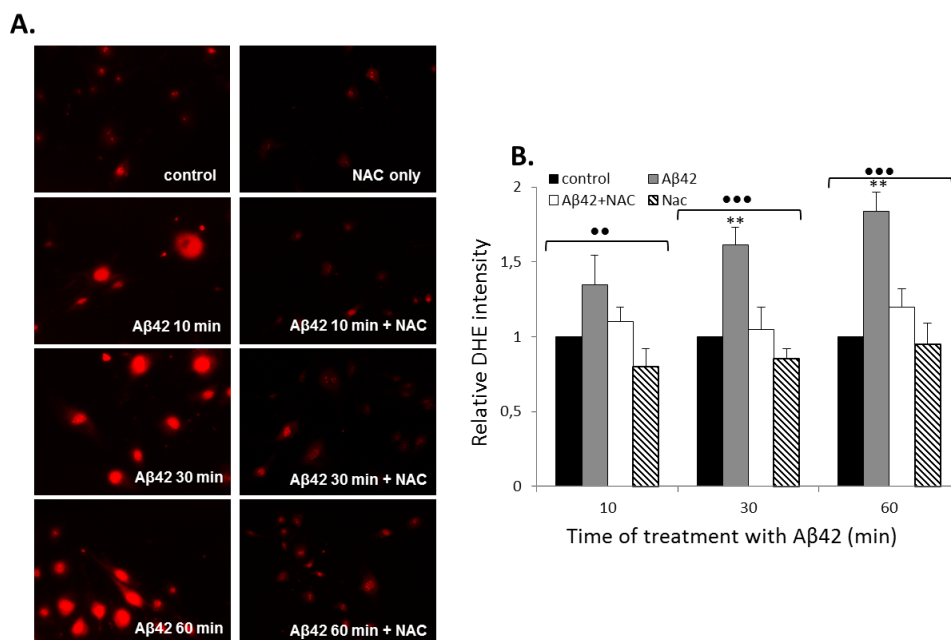 A.
control
NAC only
Aβ42 10 min
Aβ42 10 min + NAC
Aβ42 30 min
Aβ42 30 min + NAC
Aβ42 60 min
Aβ42 60 min + NAC
B.
control Aβ42
Aβ42+NAC Nac
•• ••• •••
** **
2
1,5
1
0,5
0
Relative DHE intensity
10 30 60
Time of treatment with Aβ42 (min)